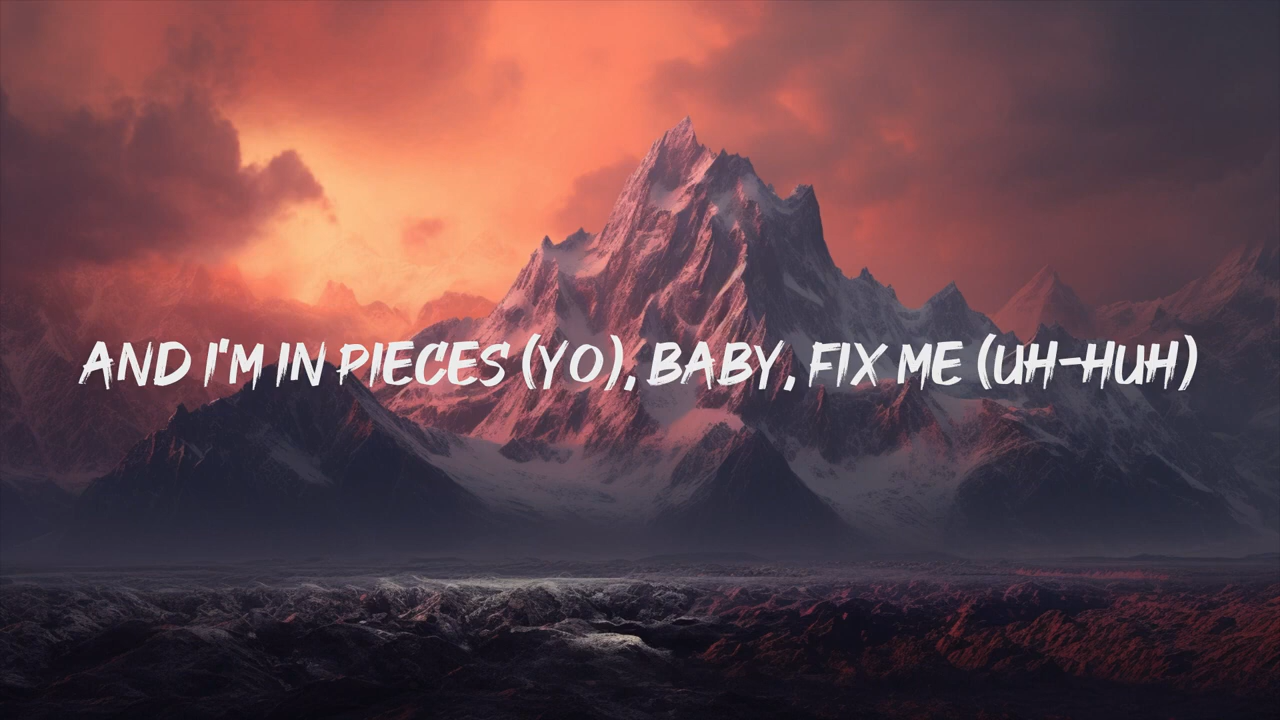 AND I'M IN PIECES (YO), BABY, FIX ME (UH-HUH)